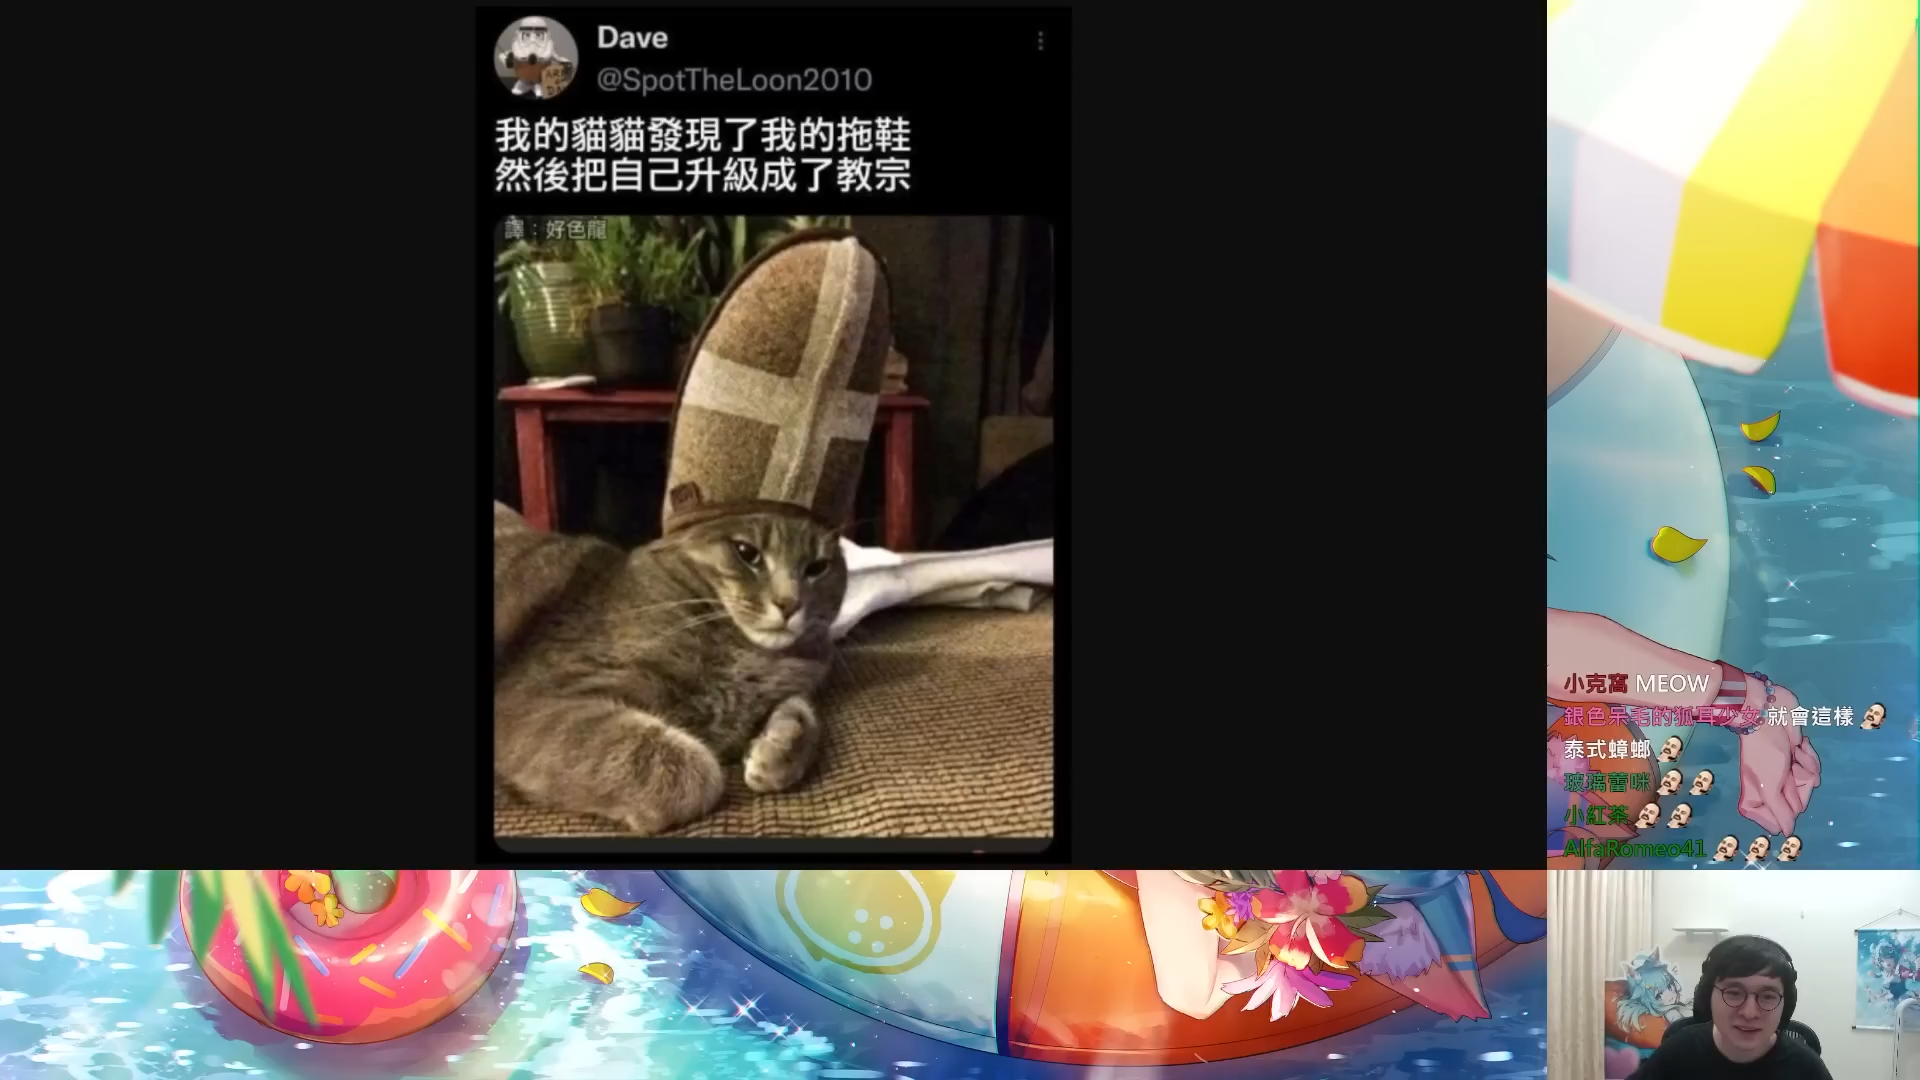 Dave
@SpotTheLoon2010
我的貓貓發現了我的拖鞋
然後把自己升級成了教宗
譯：好色龍
小克窩 MEOW
銀色呆毛的狐耳少女 就會這樣
泰式蟑螂
玻璃蕾咪
小紅茶
AlfaRomeo41